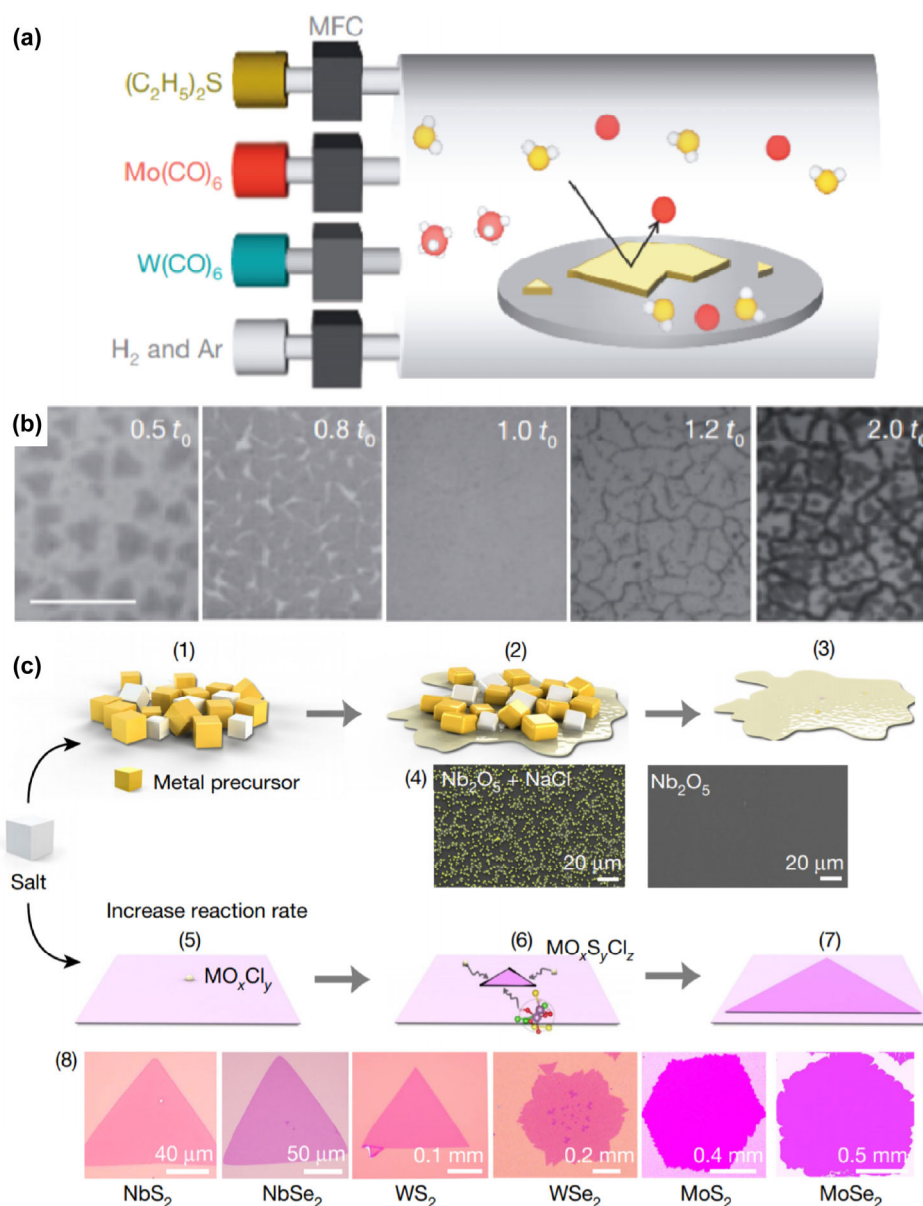 (a)
MFC
(C₂H₅)₂S
Mo(CO)₆
W(CO)₆
H₂ and Ar
(b)
0.5 t₀
0.8 t₀
1.0 t₀
1.2 t₀
2.0 t₀
(c)
(1)
(2)
(3)
Metal precursor
(4)
Nb₂O₅ + NaCl
Nb₂O₅
20 μm
20 μm
Salt
Increase reaction rate
(5)
(6)
MOₓSᵧCl_z
(7)
MOₓClᵧ
(8)
40 μm
50 μm
0.1 mm
0.2 mm
0.4 mm
0.5 mm
NbS₂
NbSe₂
WS₂
WSe₂
MoS₂
MoSe₂